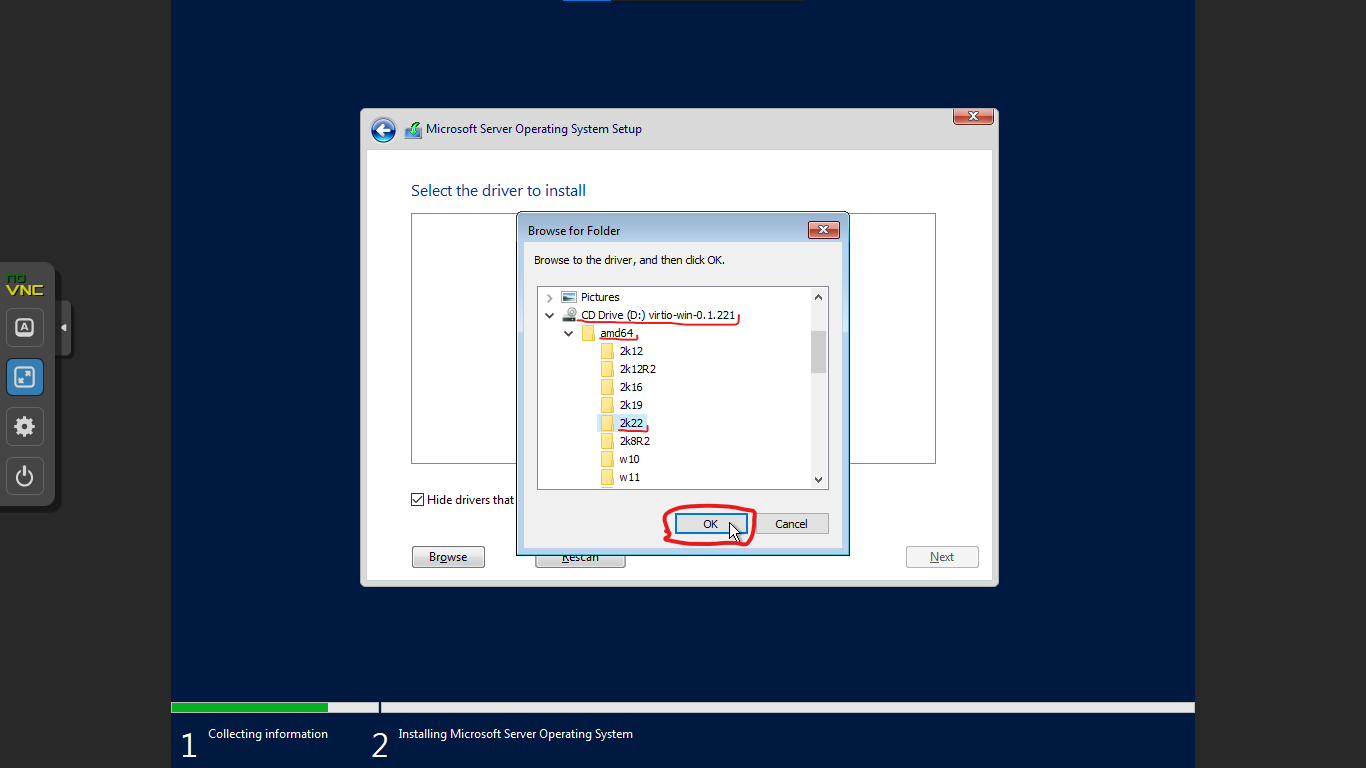 Microsoft Server Operating System Setup
Select the driver to install
Browse for Folder
Browse to the driver, and then click OK.
Pictures
CD Drive (D:) virtio-win-0.1.221
amd64
2k12
2k12R2
2k16
2k19
2k22
2k8R2
w10
w11
no
VNC
A
Hide drivers that
OK
Cancel
Browse
Rescan
Next
1 Collecting information
2 Installing Microsoft Server Operating System